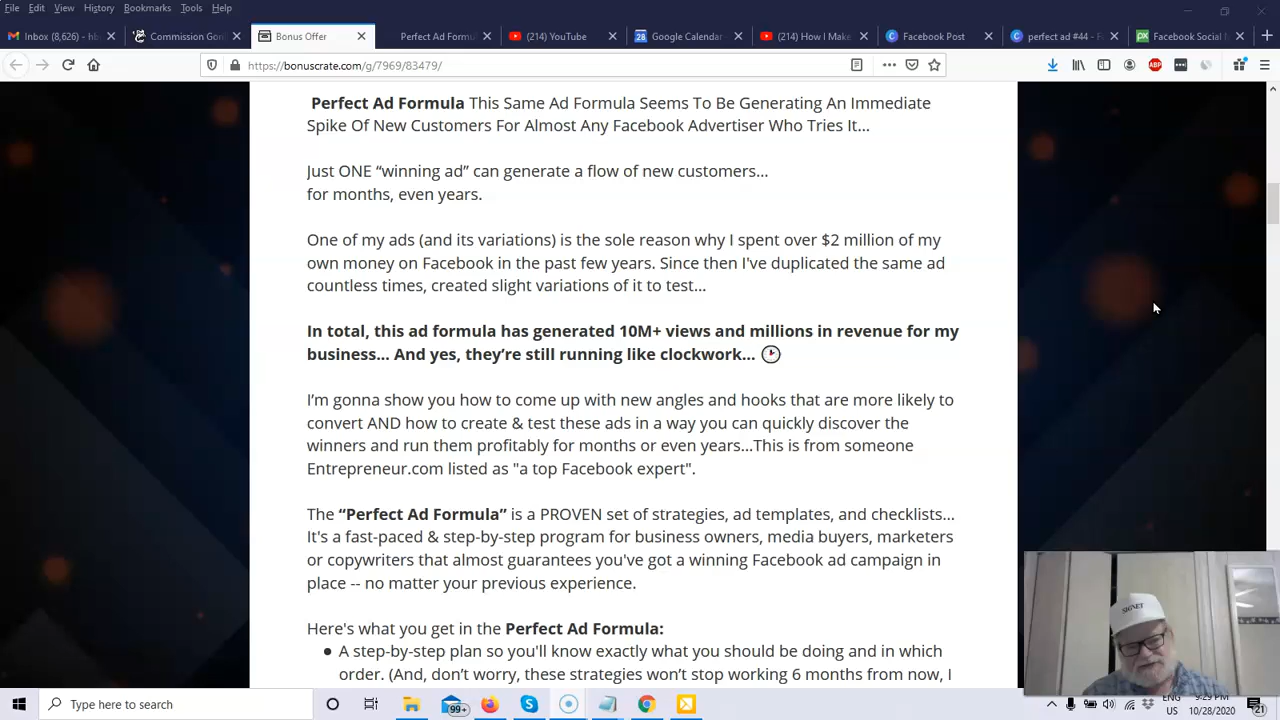 File Edit View History Bookmarks Tools Help
Inbox (8,626) - hb Commission Goril Bonus Offer Perfect Ad Formul (214) YouTube Google Calendar (214) How I Make Facebook Post perfect ad #44 - Fo Facebook Social M
https://bonuscrate.com/g/7969/83479/
ABP
Perfect Ad Formula This Same Ad Formula Seems To Be Generating An Immediate
Spike Of New Customers For Almost Any Facebook Advertiser Who Tries It...
Just ONE “winning ad” can generate a flow of new customers...
for months, even years.
One of my ads (and its variations) is the sole reason why I spent over $2 million of my
own money on Facebook in the past few years. Since then I've duplicated the same ad
countless times, created slight variations of it to test...
In total, this ad formula has generated 10M+ views and millions in revenue for my
business... And yes, they’re still running like clockwork...
I’m gonna show you how to come up with new angles and hooks that are more likely to
convert AND how to create & test these ads in a way you can quickly discover the
winners and run them profitably for months or even years...This is from someone
Entrepreneur.com listed as "a top Facebook expert".
The “Perfect Ad Formula” is a PROVEN set of strategies, ad templates, and checklists...
It's a fast-paced & step-by-step program for business owners, media buyers, marketers
or copywriters that almost guarantees you've got a winning Facebook ad campaign in
place -- no matter your previous experience.
Here's what you get in the Perfect Ad Formula:
A step-by-step plan so you'll know exactly what you should be doing and in which
order. (And, don’t worry, these strategies won’t stop working 6 months from now, I
SIGNET
Type here to search
99+
ENG
US
9:29 PM
10/28/2020
21